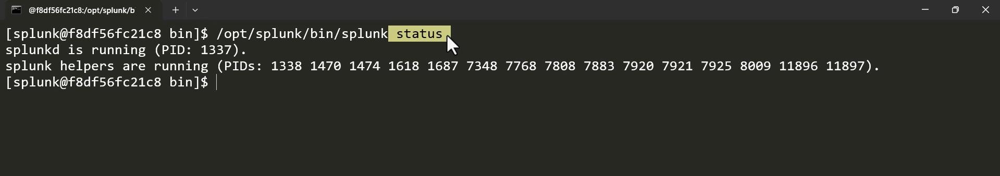 @f8df56fc21c8:/opt/splunk/b
[splunk@f8df56fc21c8 bin]$ /opt/splunk/bin/splunk status
splunkd is running (PID: 1337).
splunk helpers are running (PIDs: 1338 1470 1474 1618 1687 7348 7768 7808 7883 7920 7921 7925 8009 11896 11897).
[splunk@f8df56fc21c8 bin]$